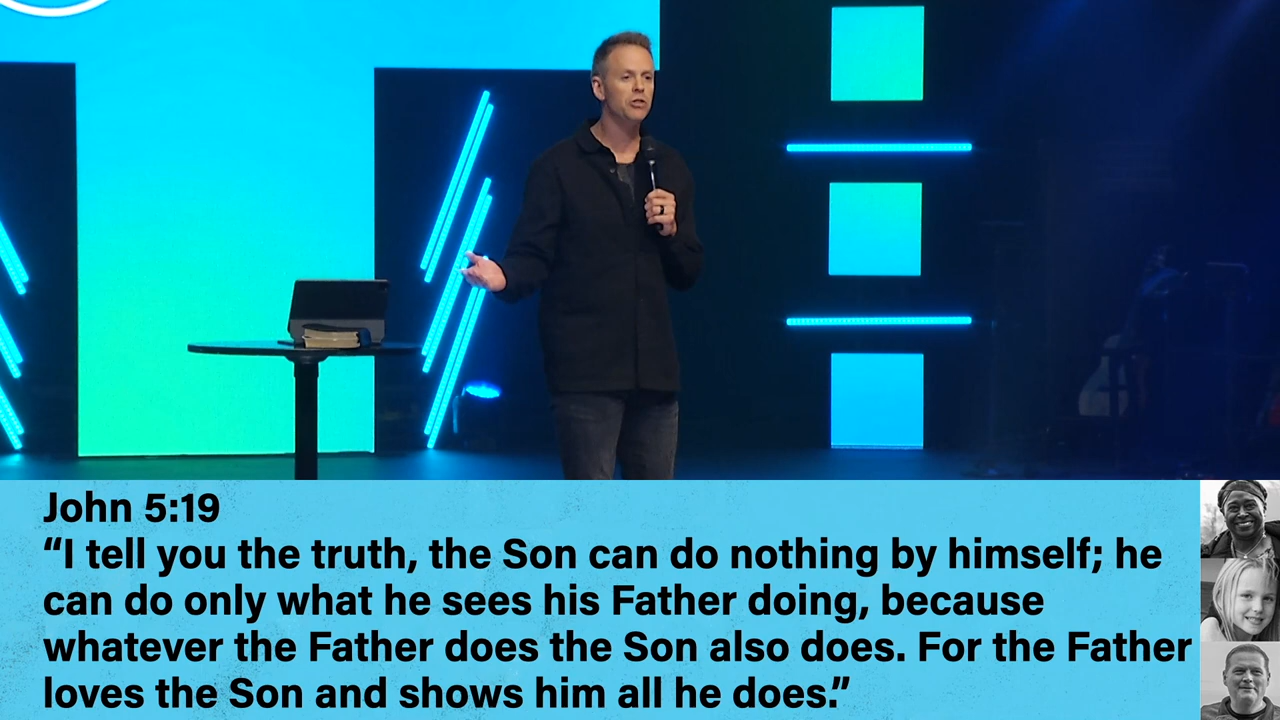 John 5:19
“I tell you the truth, the Son can do nothing by himself; he
can do only what he sees his Father doing, because
whatever the Father does the Son also does. For the Father
loves the Son and shows him all he does.”